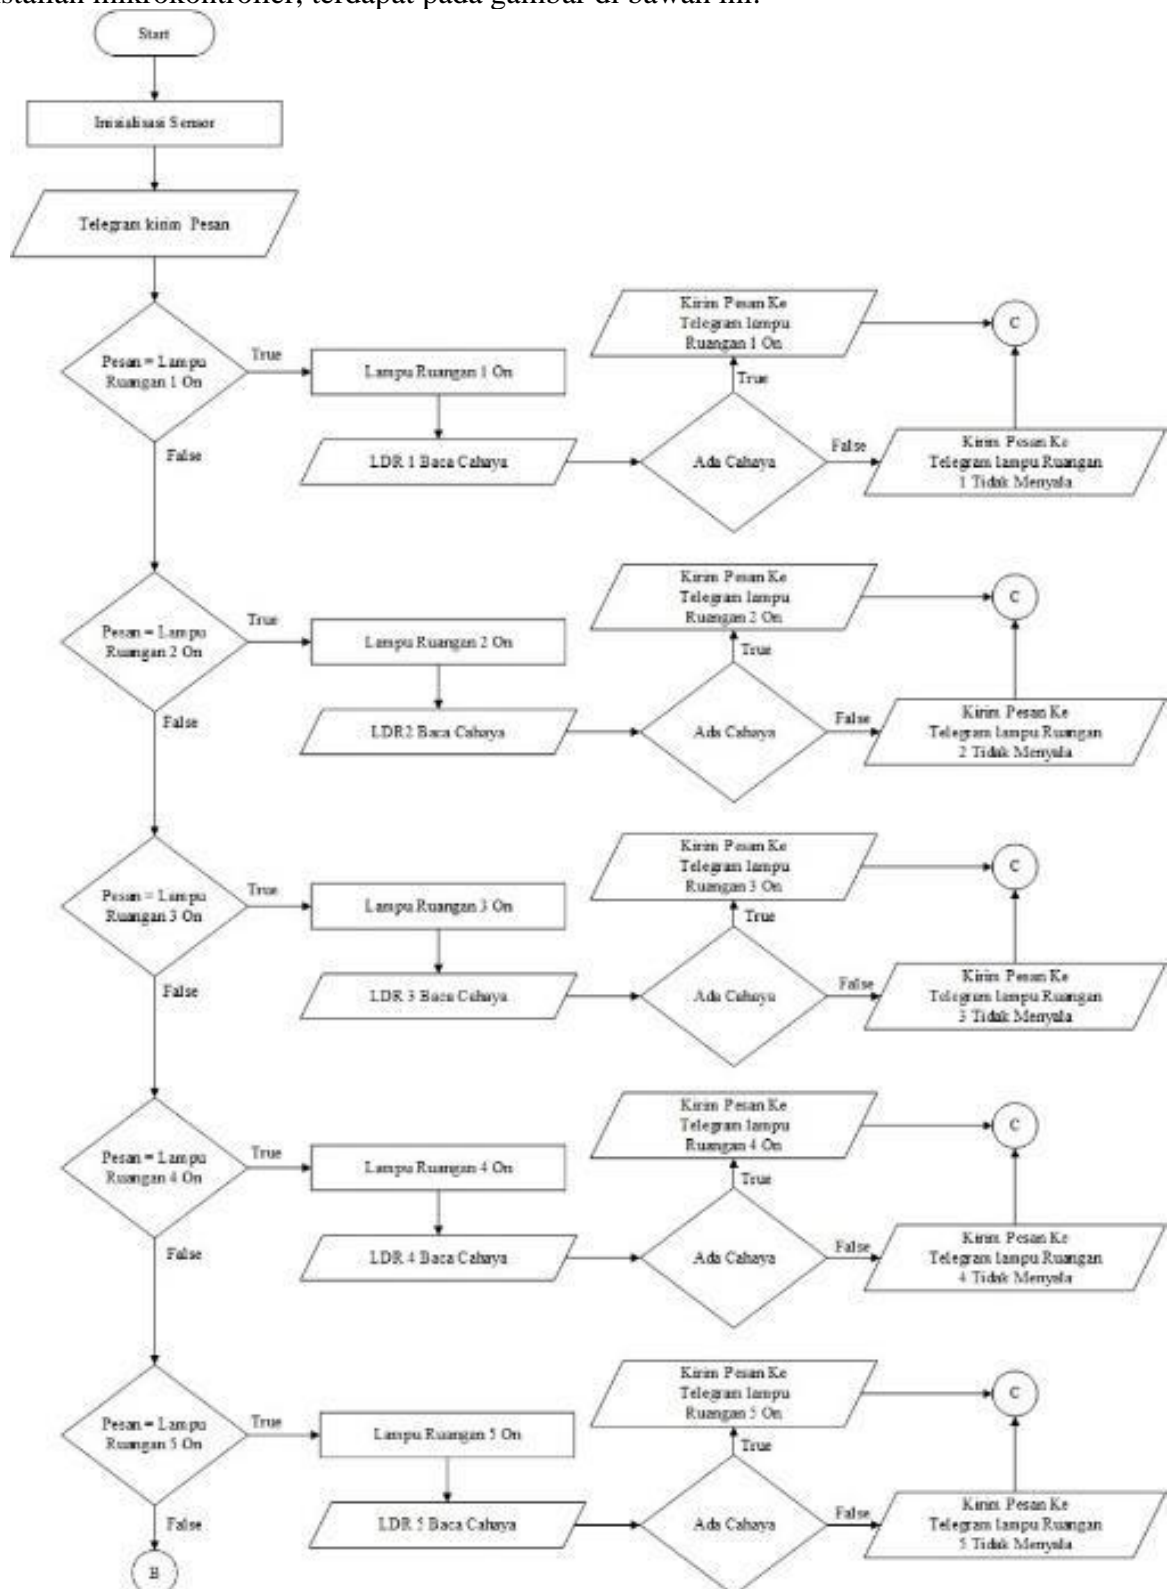 mikrokontroller, terdapat pada gambar di bawah ini.
Start
Inisialisasi Sensor
Telegram kirim Pesan
Pesan = Lampu
Ruangan 1 On
True
False
Lampu Ruangan 1 On
LDR 1 Baca Cahaya
Ada Cahaya
True
Kirim Pesan Ke
Telegram lampu
Ruangan 1 On
C
False
Kirim Pesan Ke
Telegram lampu Ruangan
1 Tidak Menyala
Pesan = Lampu
Ruangan 2 On
True
False
Lampu Ruangan 2 On
LDR2 Baca Cahaya
Ada Cahaya
True
Kirim Pesan Ke
Telegram lampu
Ruangan 2 On
C
False
Kirim Pesan Ke
Telegram lampu Ruangan
2 Tidak Menyala
Pesan = Lampu
Ruangan 3 On
True
False
Lampu Ruangan 3 On
LDR 3 Baca Cahaya
Ada Cahaya
True
Kirim Pesan Ke
Telegram lampu
Ruangan 3 On
C
False
Kirim Pesan Ke
Telegram lampu Ruangan
3 Tidak Menyala
Pesan = Lampu
Ruangan 4 On
True
False
Lampu Ruangan 4 On
LDR 4 Baca Cahaya
Ada Cahaya
True
Kirim Pesan Ke
Telegram lampu
Ruangan 4 On
C
False
Kirim Pesan Ke
Telegram lampu Ruangan
4 Tidak Menyala
Pesan = Lampu
Ruangan 5 On
True
False
B
Lampu Ruangan 5 On
LDR 5 Baca Cahaya
Ada Cahaya
True
Kirim Pesan Ke
Telegram lampu
Ruangan 5 On
C
False
Kirim Pesan Ke
Telegram lampu Ruangan
5 Tidak Menyala